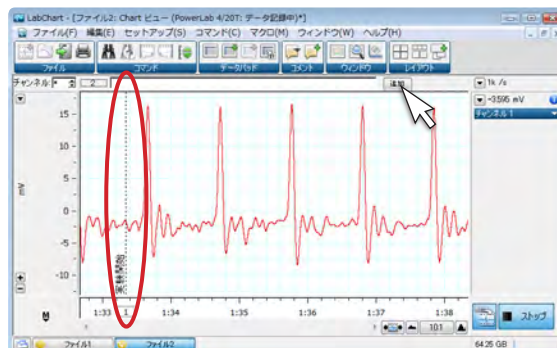 LabChart - [ファイル2: Chart ビュー (PowerLab 4/20T: データ記録中)*]
ファイル(F) 編集(E) セットアップ(S) コマンド(C) マクロ(M) ウィンドウ(W) ヘルプ(H)
ファイル コマンド データパッド コメント ウィンドウ レイアウト
チャンネル: * 2 追加 1k /s
-3.595 mV
チャンネル 1
15
10
5
mV
0
-5
-10
実験開始
1:33 1 1:34 1:35 1:36 1:37 1:38
M
101
ストップ
ファイル1 ファイル2 64.25 GB